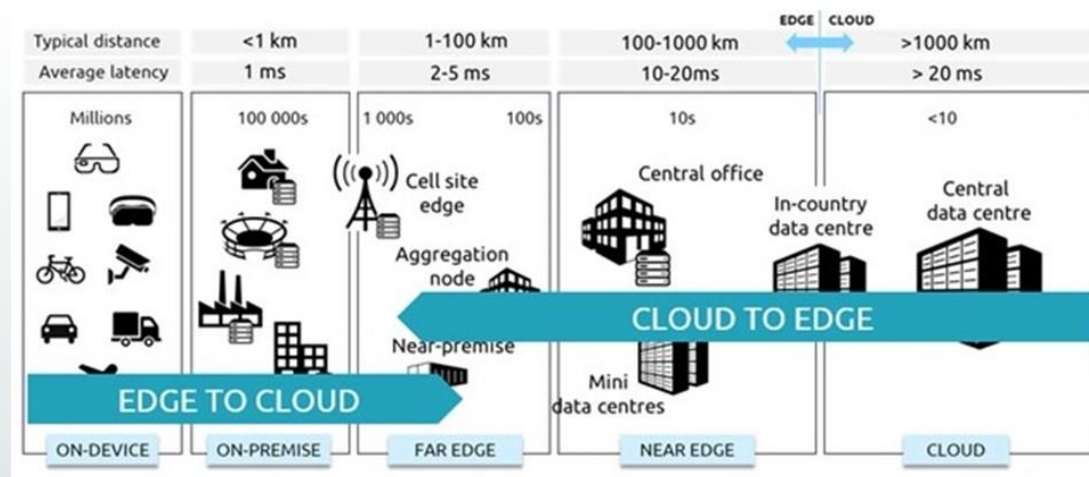 EDGE CLOUD
Typical distance <1 km 1-100 km 100-1000 km >1000 km
Average latency 1 ms 2-5 ms 10-20ms > 20 ms
Millions 100 000s 1 000s 100s 10s <10
Cell site
edge
Aggregation
node
Near-premise
Central office
Mini
data centres
In-country
data centre
Central
data centre
CLOUD TO EDGE
EDGE TO CLOUD
ON-DEVICE ON-PREMISE FAR EDGE NEAR EDGE CLOUD